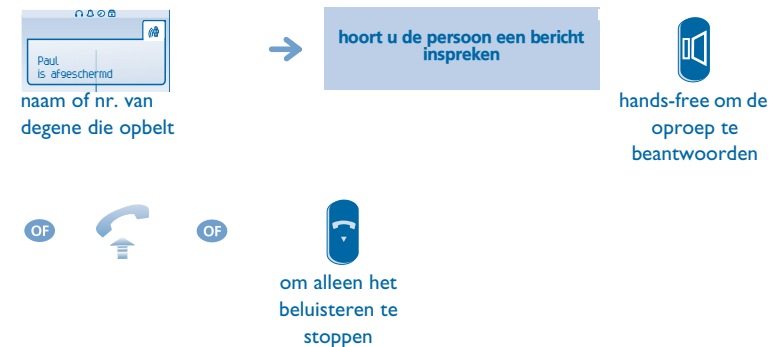 Paul
is afgeschermd
naam of nr. van
degene die opbelt
hoort u de persoon een bericht
inspreken
hands-free om de
oproep te
beantwoorden
OF
OF
om alleen het
beluisteren te
stoppen